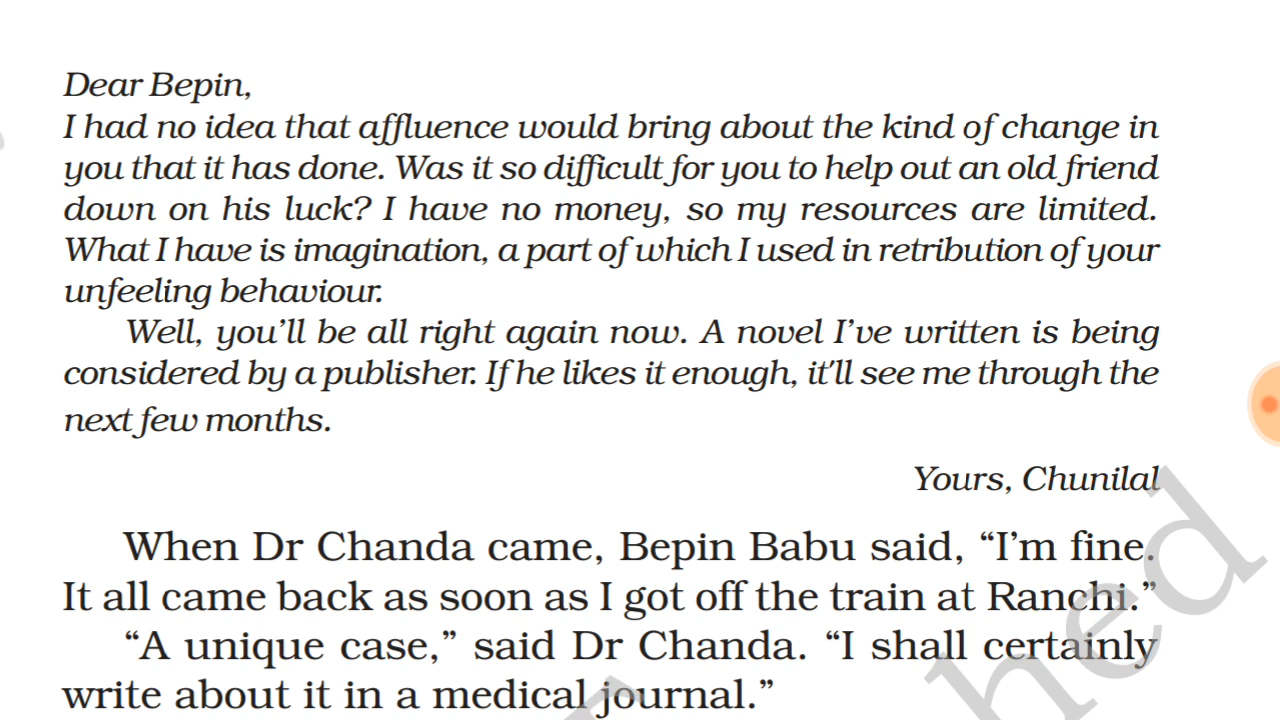 Dear Bepin,
I had no idea that affluence would bring about the kind of change in
you that it has done. Was it so difficult for you to help out an old friend
down on his luck? I have no money, so my resources are limited.
What I have is imagination, a part of which I used in retribution of your
unfeeling behaviour.
Well, you’ll be all right again now. A novel I’ve written is being
considered by a publisher. If he likes it enough, it'll see me through the
next few months.
Yours, Chunilal
When Dr Chanda came, Bepin Babu said, “I’m fine.
It all came back as soon as I got off the train at Ranchi.”
“A unique case,” said Dr Chanda. “I shall certainly
write about it in a medical journal.”